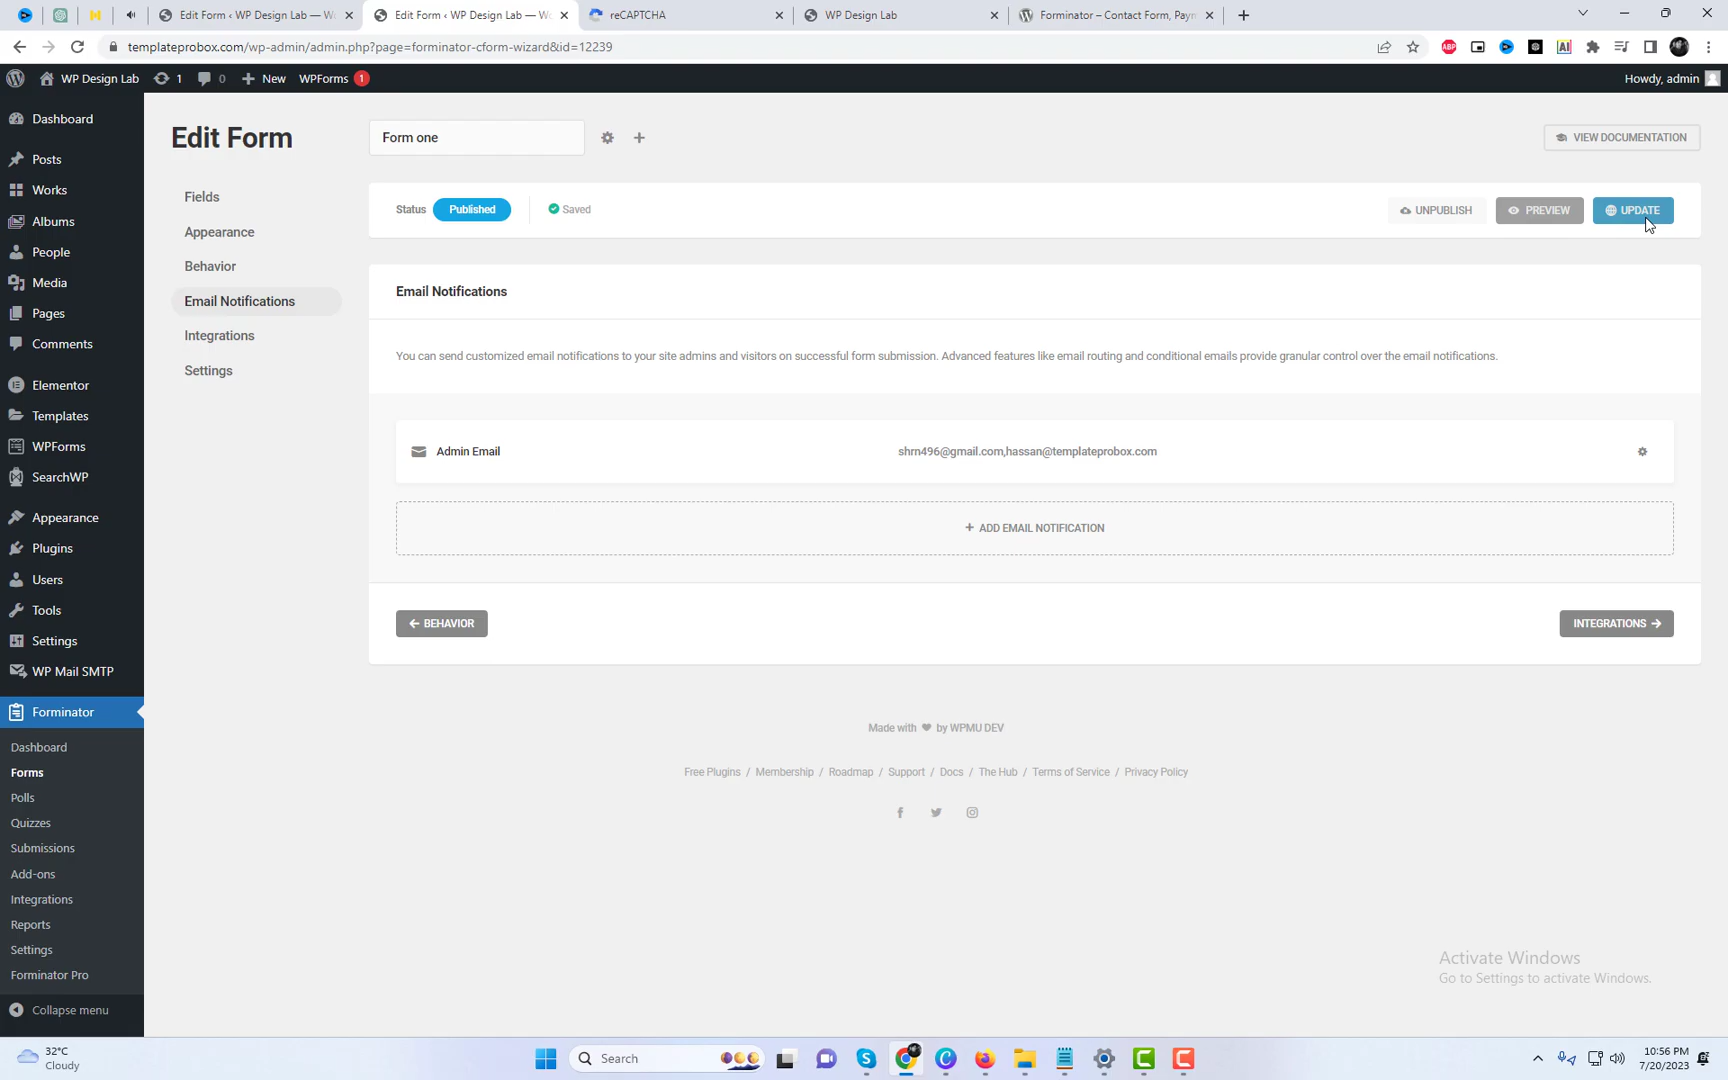 Edit Form ‹ WP Design Lab — Wo
Edit Form ‹ WP Design Lab — Wo
reCAPTCHA
WP Design Lab
Forminator – Contact Form, Paym
templateprobox.com/wp-admin/admin.php?page=forminator-cform-wizard&id=12239
WP Design Lab
1
0
New
WPForms
1
Howdy, admin
Dashboard
Posts
Works
Albums
People
Media
Pages
Comments
Elementor
Templates
WPForms
SearchWP
Appearance
Plugins
Users
Tools
Settings
WP Mail SMTP
Forminator
Dashboard
Forms
Polls
Quizzes
Submissions
Add-ons
Integrations
Reports
Settings
Forminator Pro
Collapse menu
Edit Form
Form one
VIEW DOCUMENTATION
Fields
Appearance
Behavior
Email Notifications
Integrations
Settings
Status
Published
Saved
UNPUBLISH
PREVIEW
UPDATE
Email Notifications
You can send customized email notifications to your site admins and visitors on successful form submission. Advanced features like email routing and conditional emails provide granular control over the email notifications.
Admin Email
shrn496@gmail.com,hassan@templateprobox.com
+ ADD EMAIL NOTIFICATION
← BEHAVIOR
INTEGRATIONS →
Made with ❤ by WPMU DEV
Free Plugins / Membership / Roadmap / Support / Docs / The Hub / Terms of Service / Privacy Policy
Activate Windows
Go to Settings to activate Windows.
32°C
Cloudy
Search
10:56 PM
7/20/2023